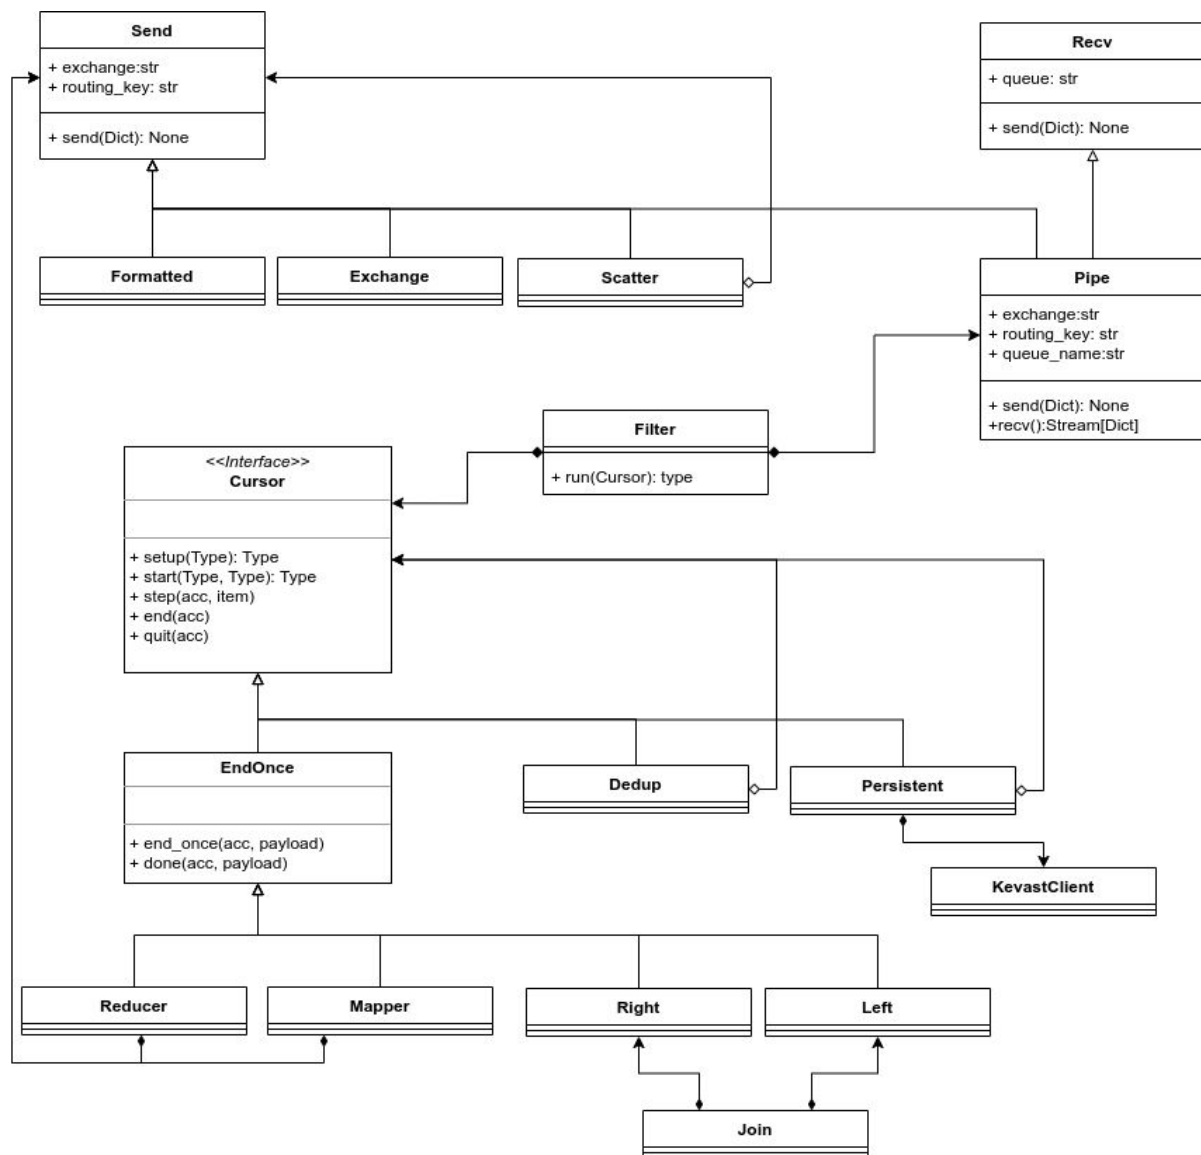 Send
+ exchange:str
+ routing_key: str
+ send(Dict): None
Recv
+ queue: str
+ send(Dict): None
Formatted
Exchange
Scatter
Pipe
+ exchange:str
+ routing_key: str
+ queue_name:str
+ send(Dict): None
+recv():Stream[Dict]
Filter
+ run(Cursor): type
<<Interface>>
Cursor
+ setup(Type): Type
+ start(Type, Type): Type
+ step(acc, item)
+ end(acc)
+ quit(acc)
EndOnce
+ end_once(acc, payload)
+ done(acc, payload)
Dedup
Persistent
KevastClient
Reducer
Mapper
Right
Left
Join